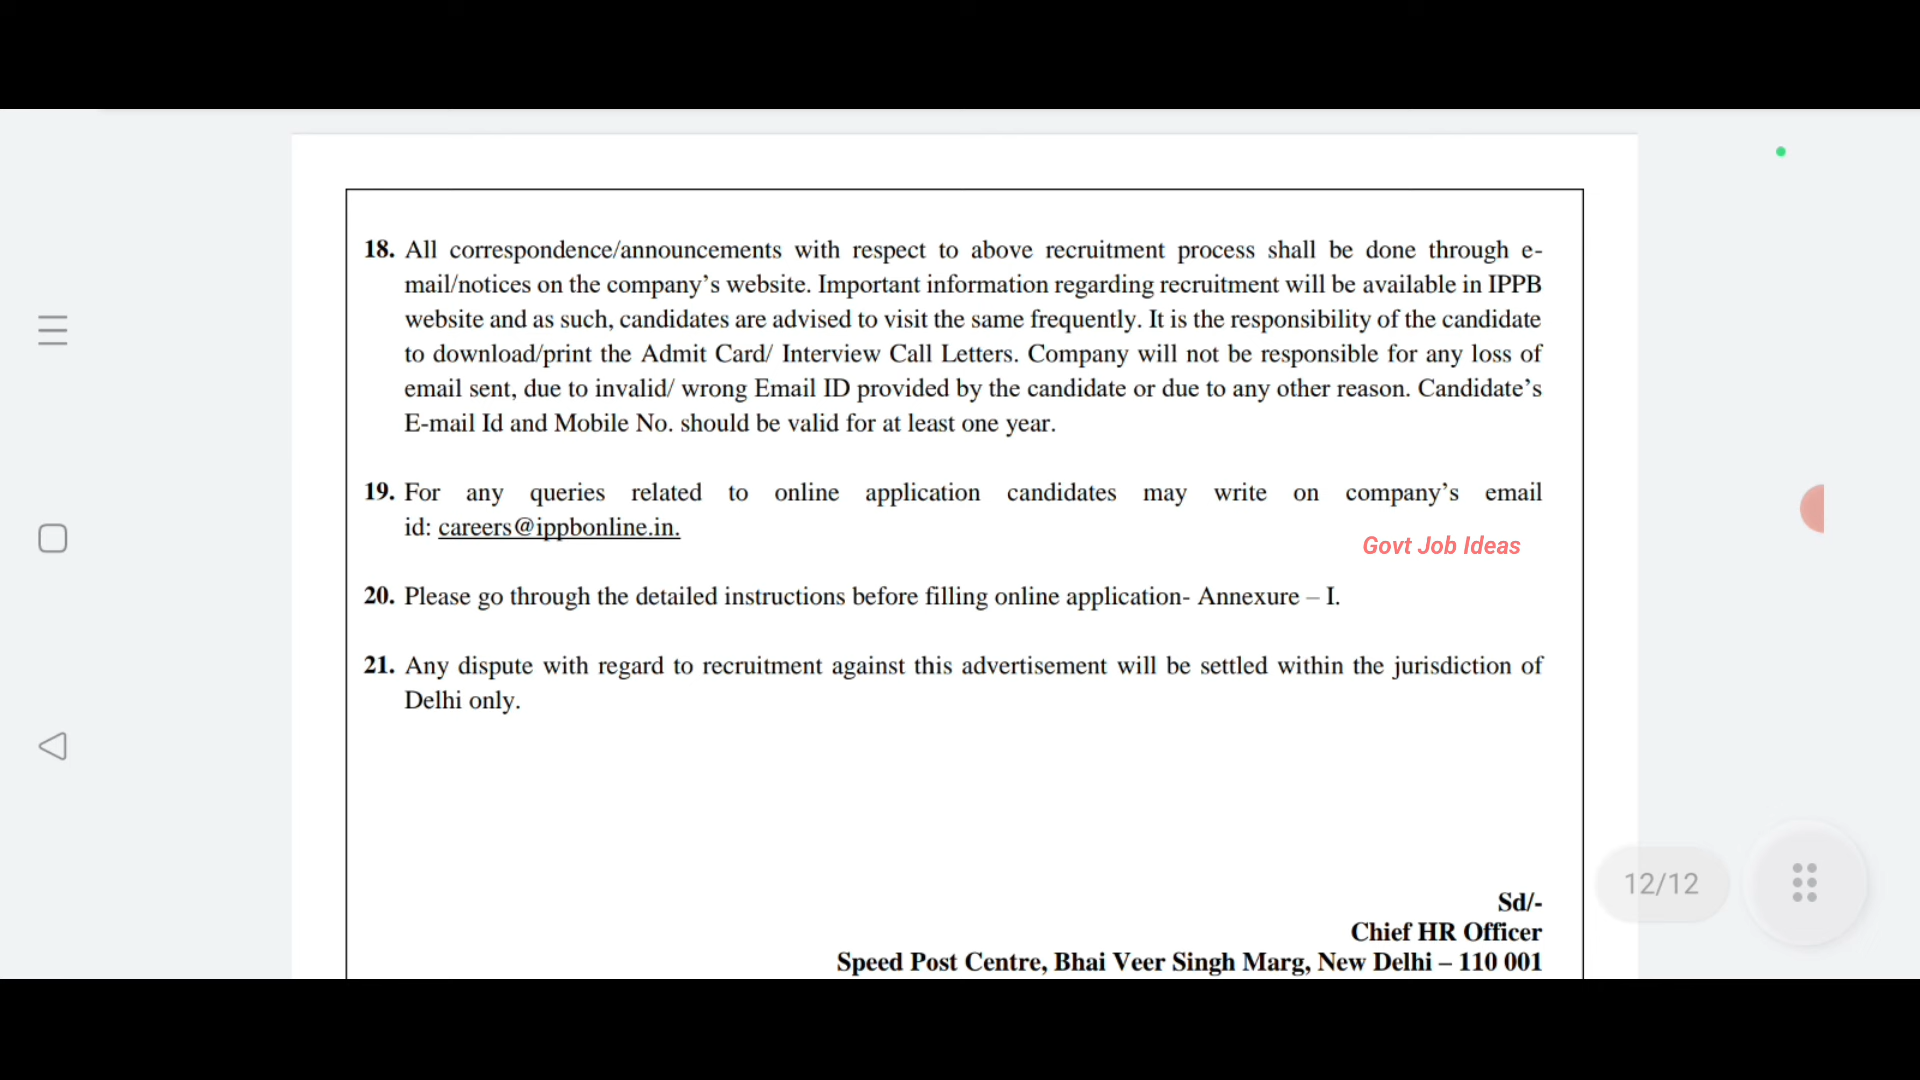 18. All correspondence/announcements with respect to above recruitment process shall be done through e-
mail/notices on the company’s website. Important information regarding recruitment will be available in IPPB
website and as such, candidates are advised to visit the same frequently. It is the responsibility of the candidate
to download/print the Admit Card/ Interview Call Letters. Company will not be responsible for any loss of
email sent, due to invalid/ wrong Email ID provided by the candidate or due to any other reason. Candidate’s
E-mail Id and Mobile No. should be valid for at least one year.
19. For any queries related to online application candidates may write on company’s email
id: careers@ippbonline.in.
Govt Job Ideas
20. Please go through the detailed instructions before filling online application- Annexure – I.
21. Any dispute with regard to recruitment against this advertisement will be settled within the jurisdiction of
Delhi only.
12/12
Sd/-
Chief HR Officer
Speed Post Centre, Bhai Veer Singh Marg, New Delhi – 110 001